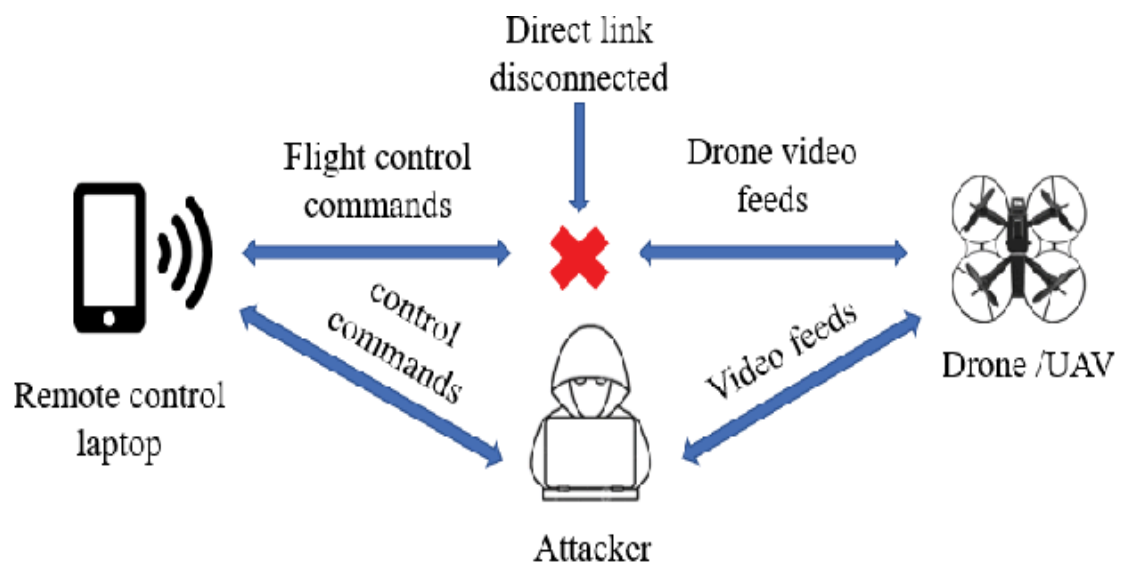 Direct link
disconnected
Flight control
commands
Drone video
feeds
control
commands
Video feeds
Remote control
laptop
Drone /UAV
Attacker